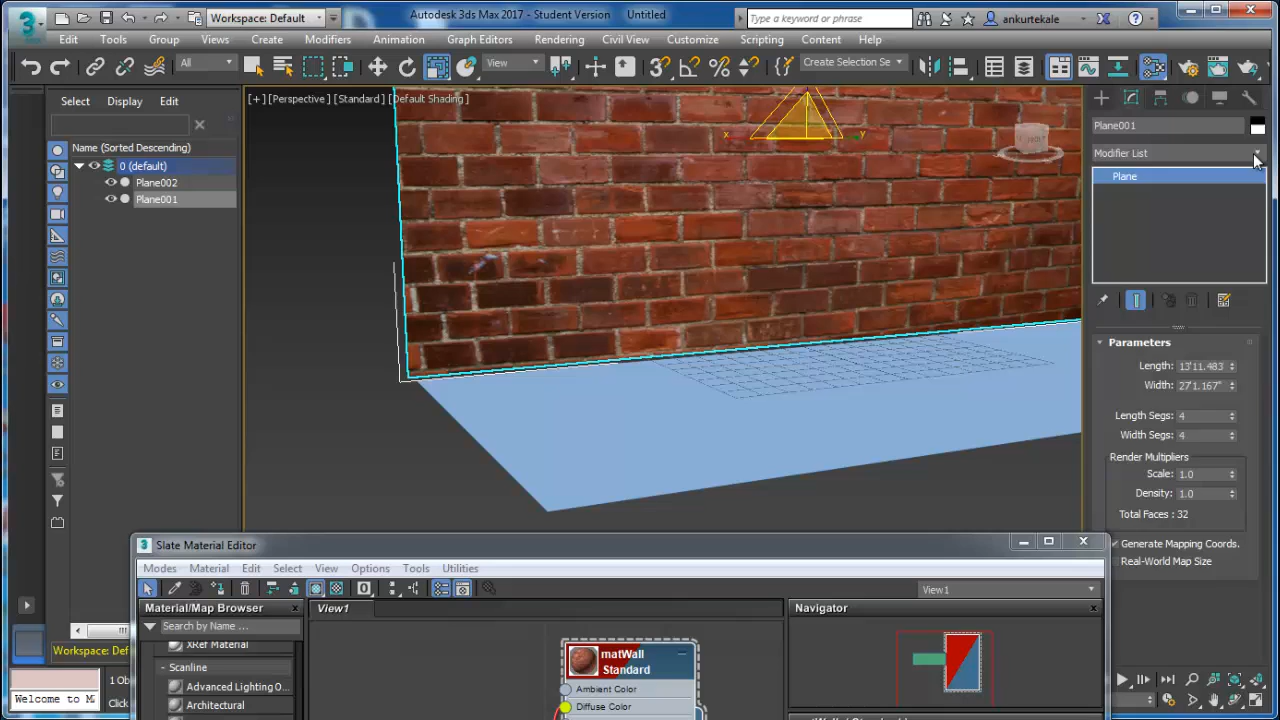 Workspace: Default
Autodesk 3ds Max 2017 - Student Version
Untitled
Type a keyword or phrase
ankurtekale
Edit
Tools
Group
Views
Create
Modifiers
Animation
Graph Editors
Rendering
Civil View
Customize
Scripting
Content
Help
All
View
Create Selection Se
Select
Display
Edit
Name (Sorted Descending)
0 (default)
Plane002
Plane001
[+] [Perspective] [Standard] [Default Shading]
x
y
Plane001
Modifier List
Plane
Parameters
Length: 13'11.483"
Width: 27'1.167"
Length Segs: 4
Width Segs: 4
Render Multipliers
Scale: 1.0
Density: 1.0
Total Faces : 32
Generate Mapping Coords.
Real-World Map Size
Slate Material Editor
Modes
Material
Edit
Select
View
Options
Tools
Utilities
View1
Material/Map Browser
View1
Navigator
Search by Name ...
XRef Material
- Scanline
Advanced Lighting O...
Architectural
matWall
Standard
Ambient Color
Diffuse Color
Workspace: Def
1 Ob
Welcome to M
Click